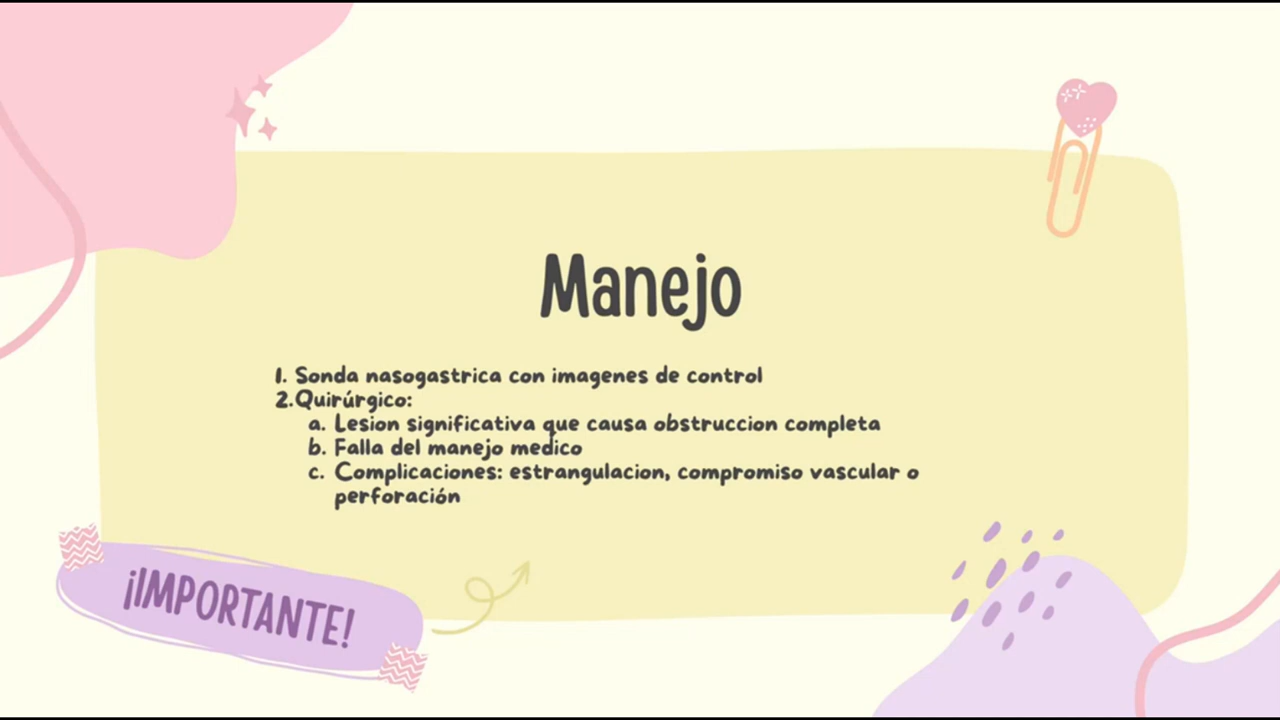 Manejo
1. Sonda nasogastrica con imagenes de control
2.Quirúrgico:
a. Lesion significativa que causa obstruccion completa
b. Falla del manejo medico
c. Complicaciones: estrangulacion, compromiso vascular o
perforación
¡IMPORTANTE!